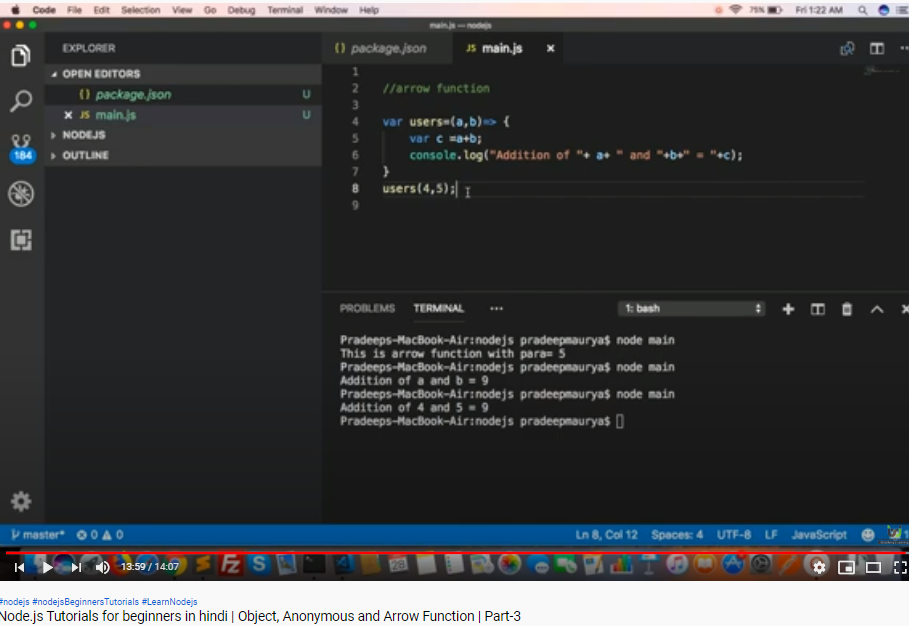 Code File Edit Selection View Go Debug Terminal Window Help 75% Fri 1:22 AM
main.js — nodejs
EXPLORER
{} package.json JS main.js ×
OPEN EDITORS
{} package.json U
× JS main.js U
NODEJS
OUTLINE
184
1
2 //arrow function
3
4 var users=(a,b)=> {
5 var c =a+b;
6 console.log("Addition of "+ a+ " and "+b+" = "+c);
7 }
8 users(4,5);
9
PROBLEMS TERMINAL ••• 1: bash
Pradeeps-MacBook-Air:nodejs pradeepmaurya$ node main
This is arrow function with para= 5
Pradeeps-MacBook-Air:nodejs pradeepmaurya$ node main
Addition of a and b = 9
Pradeeps-MacBook-Air:nodejs pradeepmaurya$ node main
Addition of 4 and 5 = 9
Pradeeps-MacBook-Air:nodejs pradeepmaurya$
master* 0 0 Ln 8, Col 12 Spaces: 4 UTF-8 LF JavaScript
28
13:59 / 14:07
#nodejs #nodejsBeginnersTutorials #LearnNodejs
Node.js Tutorials for beginners in hindi | Object, Anonymous and Arrow Function | Part-3